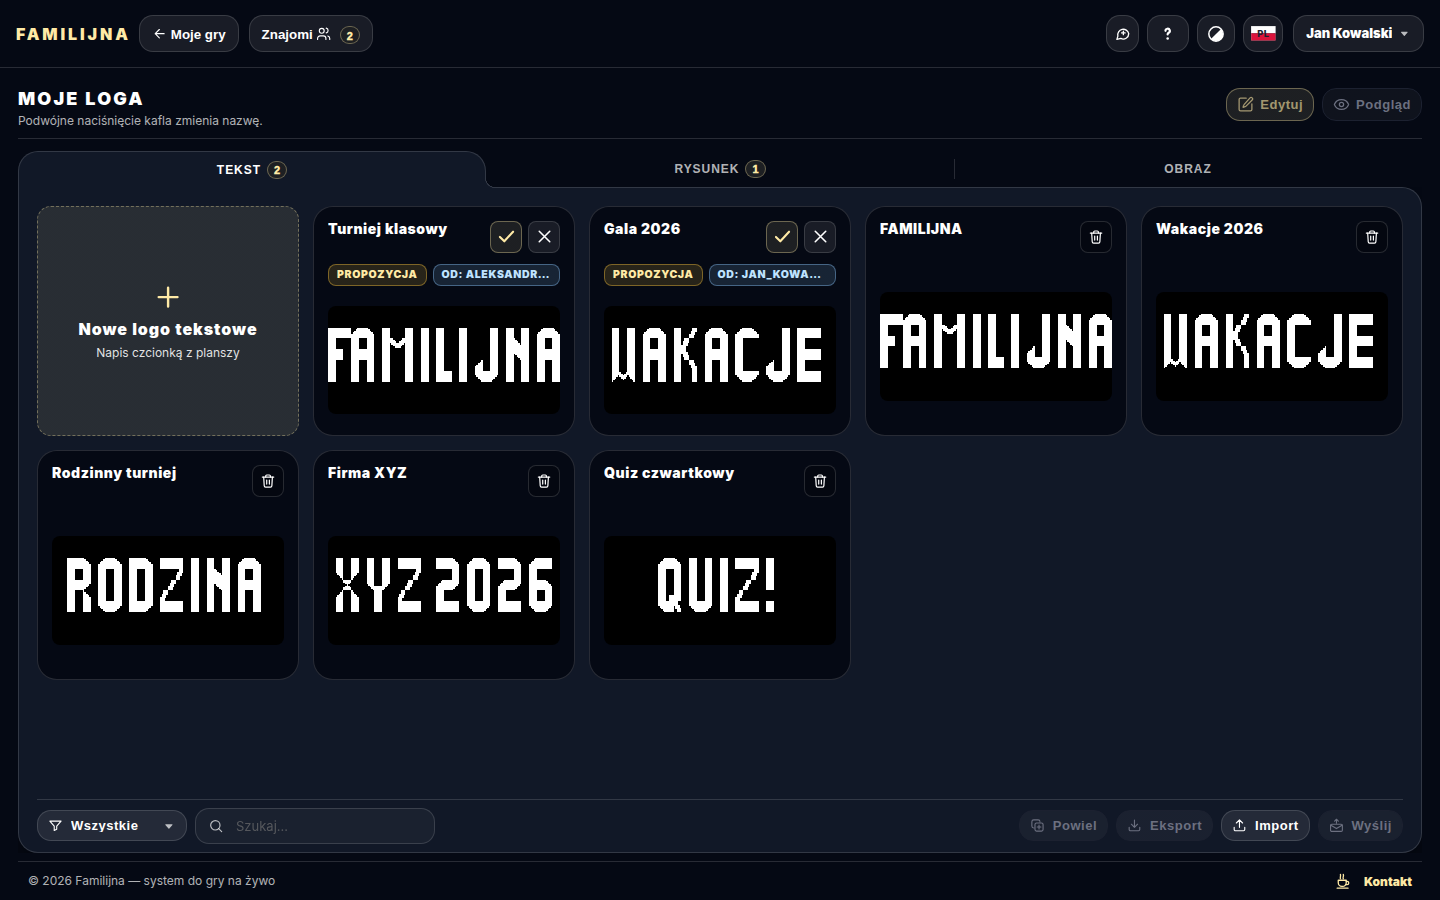 FAMILIJNA
Moje gry
Znajomi 2
?
PL
Jan Kowalski
MOJE LOGA
Podwójne naciśnięcie kafla zmienia nazwę.
Edytuj
Podgląd
TEKST 2
RYSUNEK 1
OBRAZ
Nowe logo tekstowe
Napis czcionką z planszy
Turniej klasowy
PROPOZYCJA
OD: ALEKSANDR...
FAMILIJNA
Gala 2026
PROPOZYCJA
OD: JAN_KOWA...
WAKACJE
FAMILIJNA
FAMILIJNA
Wakacje 2026
WAKACJE
Rodzinny turniej
RODZINA
Firma XYZ
XYZ 2026
Quiz czwartkowy
QUIZ!
Wszystkie
Szukaj...
Powiel
Eksport
Import
Wyślij
© 2026 Familijna — system do gry na żywo
Kontakt